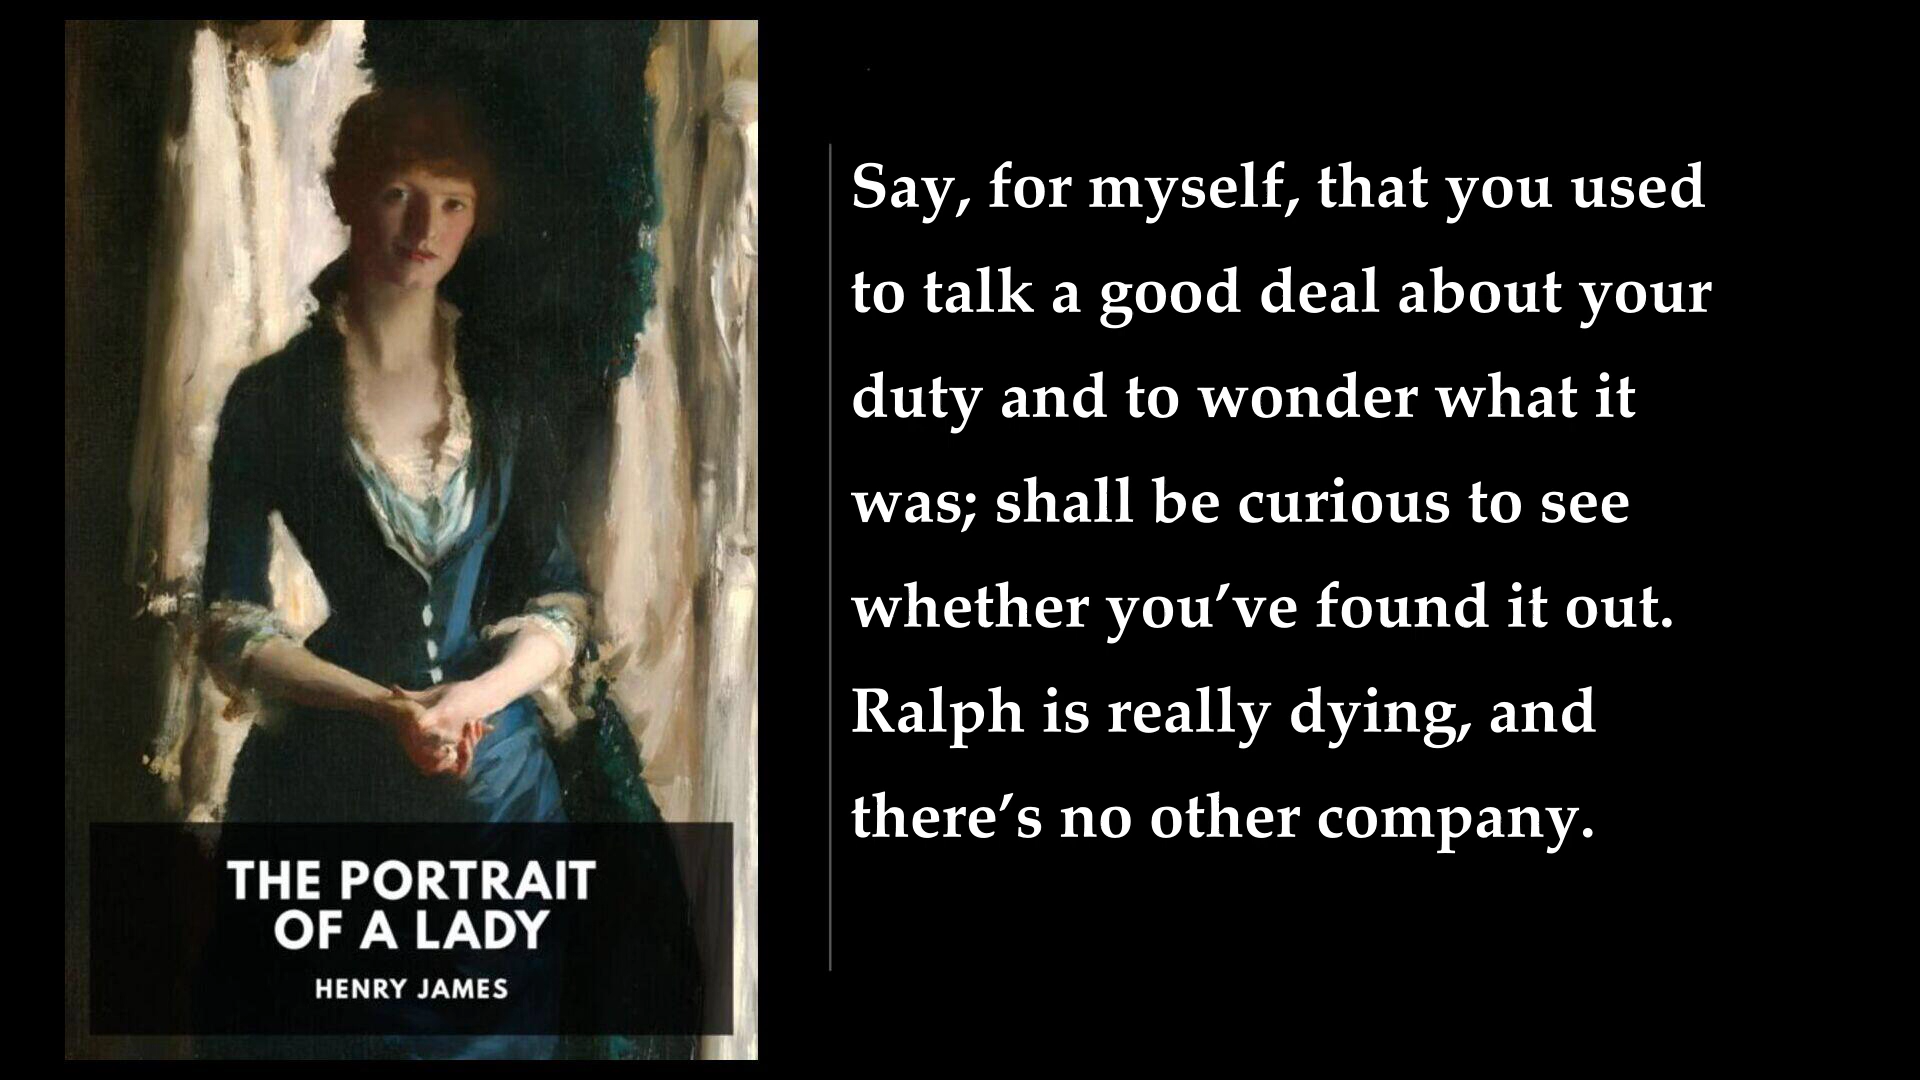 THE PORTRAIT
OF A LADY
HENRY JAMES
Say, for myself, that you used
to talk a good deal about your
duty and to wonder what it
was; shall be curious to see
whether you’ve found it out.
Ralph is really dying, and
there’s no other company.